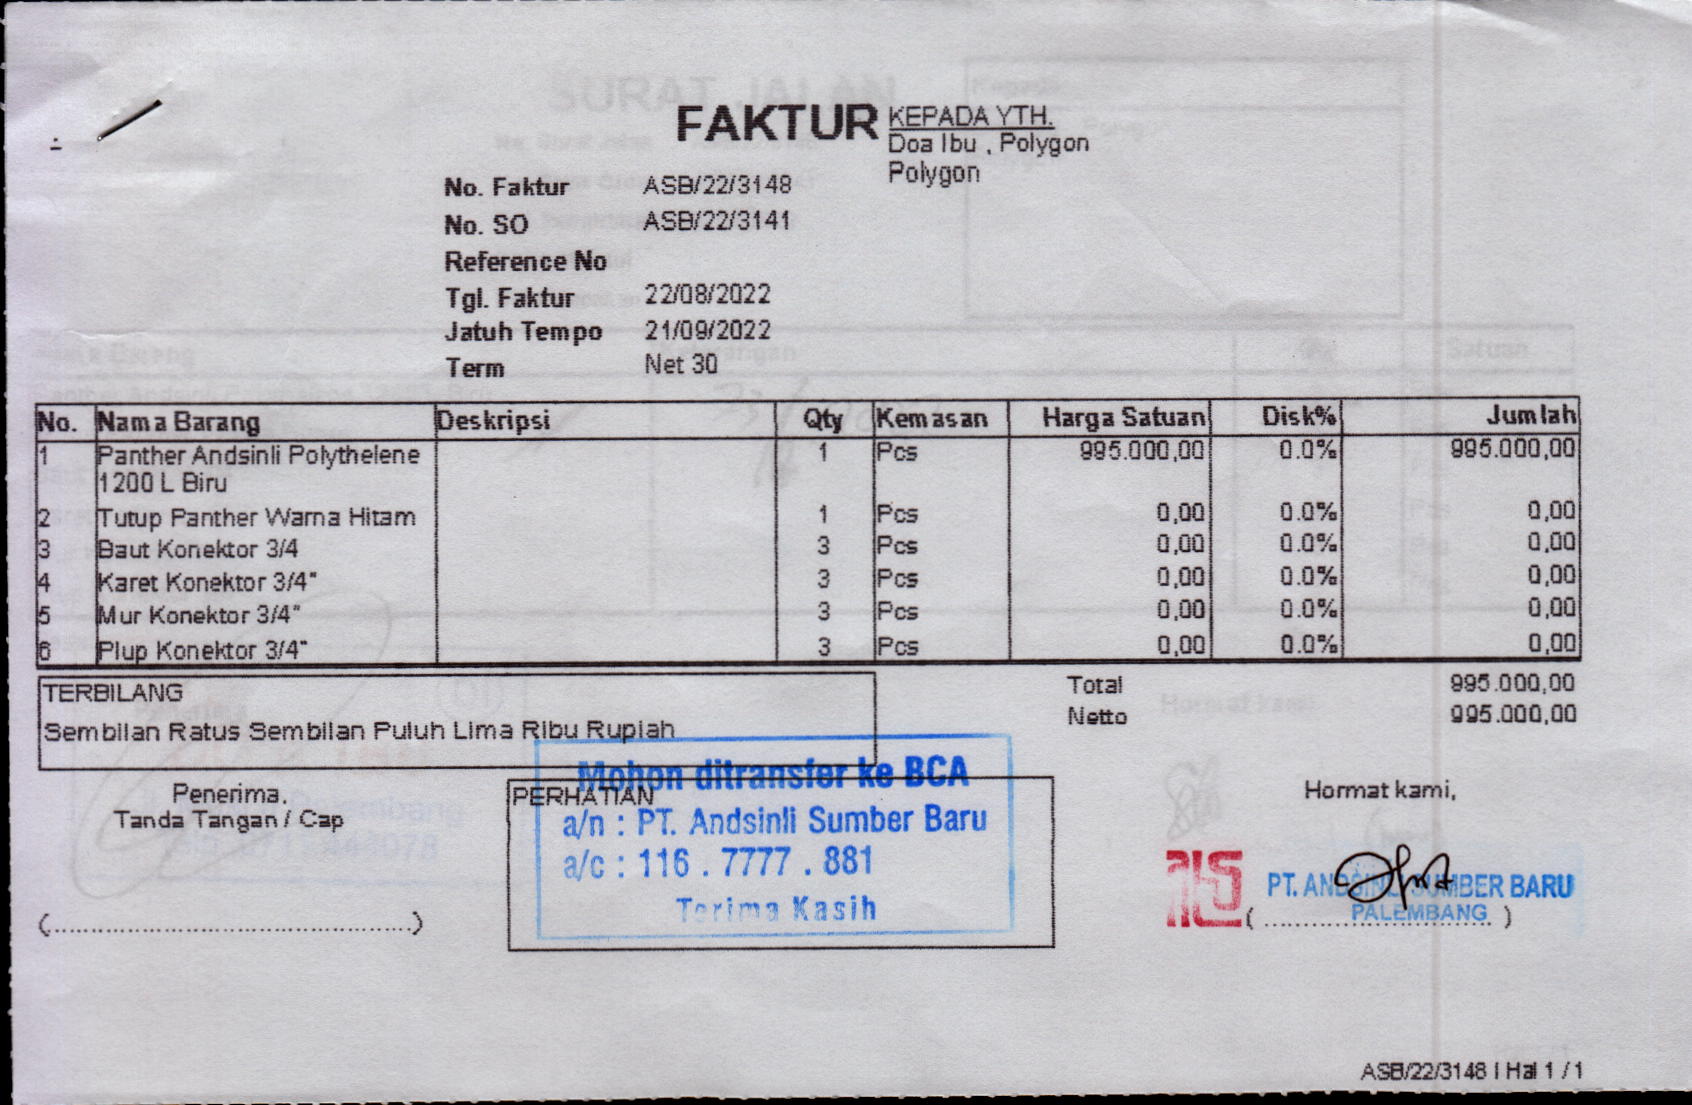 FAKTUR
KEPADA YTH.
Doa Ibu , Polygon
Polygon
No. Faktur ASB/22/3148
No. SO ASB/22/3141
Reference No
Tgl. Faktur 22/08/2022
Jatuh Tempo 21/09/2022
Term Net 30
No. Nama Barang Deskripsi Qty Kemasan Harga Satuan Disk% Jumlah
1 Panther Andsinli Polythelene 1 Pcs 995.000,00 0.0% 995.000,00
1200 L Biru
2 Tutup Panther Warna Hitam 1 Pcs 0,00 0.0% 0,00
3 Baut Konektor 3/4 3 Pcs 0,00 0.0% 0,00
4 Karet Konektor 3/4" 3 Pcs 0,00 0.0% 0,00
5 Mur Konektor 3/4" 3 Pcs 0,00 0.0% 0,00
6 Plup Konektor 3/4" 3 Pcs 0,00 0.0% 0,00
TERBILANG
Sembilan Ratus Sembilan Puluh Lima Ribu Rupiah
Total 995.000,00
Netto 995.000,00
Penerima,
Tanda Tangan / Cap
(...........................................)
PERHATIAN
Mohon ditransfer ke BCA
a/n : PT. Andsinli Sumber Baru
a/c : 116 . 7777 . 881
Terima Kasih
Hormat kami,
PT. ANDSINLI SUMBER BARU
PALEMBANG
(...........................)
ASB/22/3148 | Hal 1 / 1